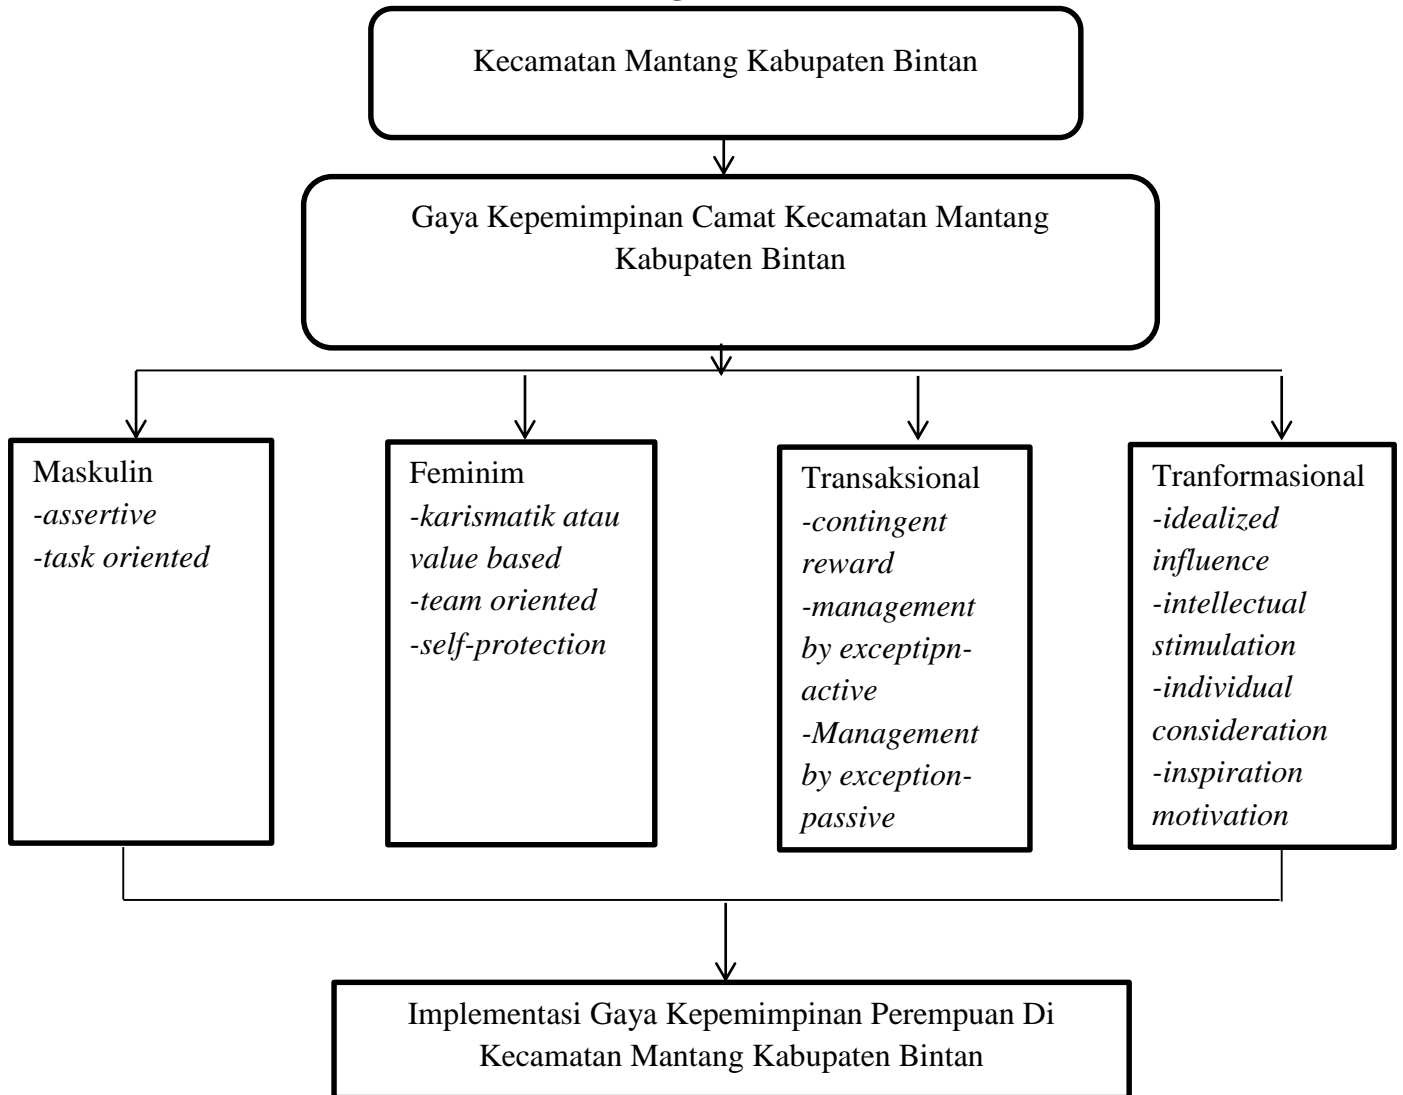 Kecamatan Mantang Kabupaten Bintan
Gaya Kepemimpinan Camat Kecamatan Mantang
Kabupaten Bintan
Maskulin
-assertive
-task oriented
Feminim
-karismatik atau
value based
-team oriented
-self-protection
Transaksional
-contingent
reward
-management
by exceptipn-
active
-Management
by exception-
passive
Tranformasional
-idealized
influence
-intellectual
stimulation
-individual
consideration
-inspiration
motivation
Implementasi Gaya Kepemimpinan Perempuan Di
Kecamatan Mantang Kabupaten Bintan